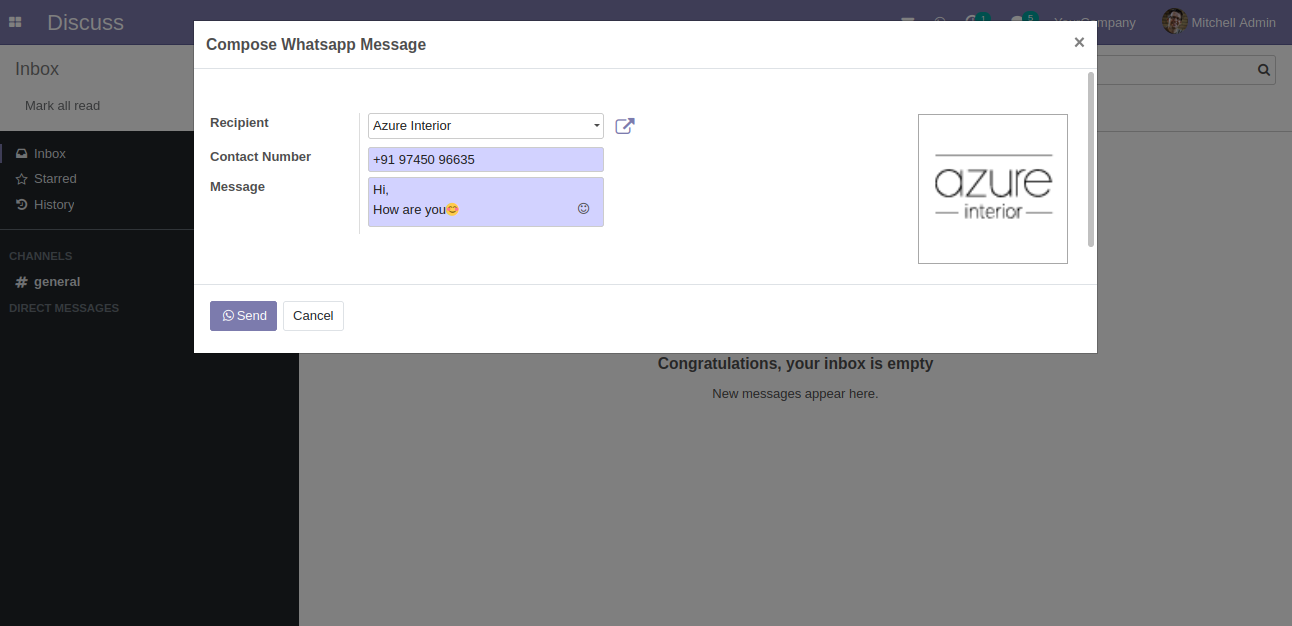 Discuss
1
5
YourCompany
Mitchell Admin
Compose Whatsapp Message
×
Inbox
Mark all read
Recipient
Azure Interior
Contact Number
+91 97450 96635
Message
Hi,
How are you😊
azure
interior
Send
Cancel
Inbox
Starred
History
CHANNELS
# general
DIRECT MESSAGES
Congratulations, your inbox is empty
New messages appear here.